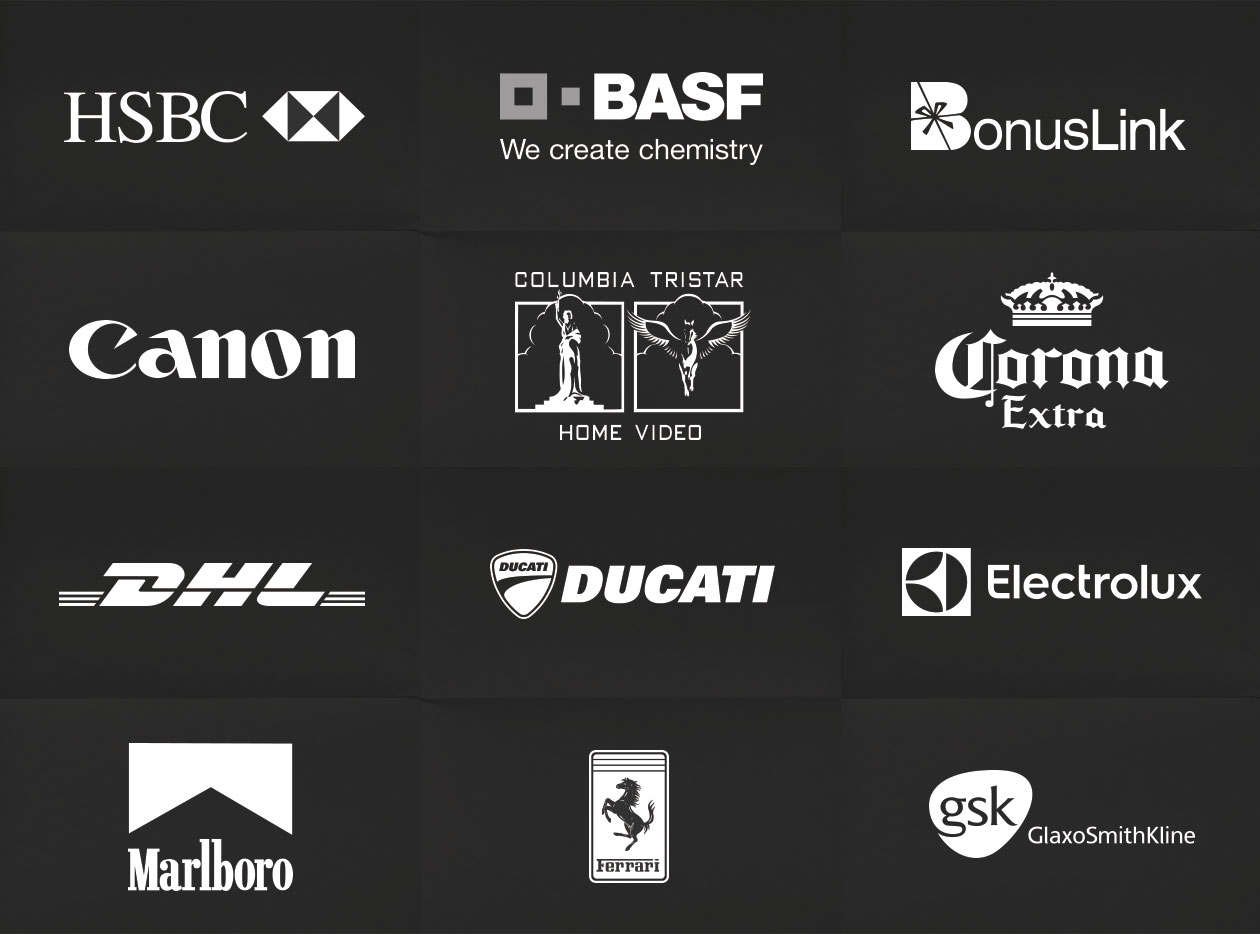 HSBC
BASF
We create chemistry
BonusLink
Canon
COLUMBIA TRISTAR
HOME VIDEO
Corona
Extra
DHL
DUCATI
DUCATI
Electrolux
Marlboro
Ferrari
gsk
GlaxoSmithKline